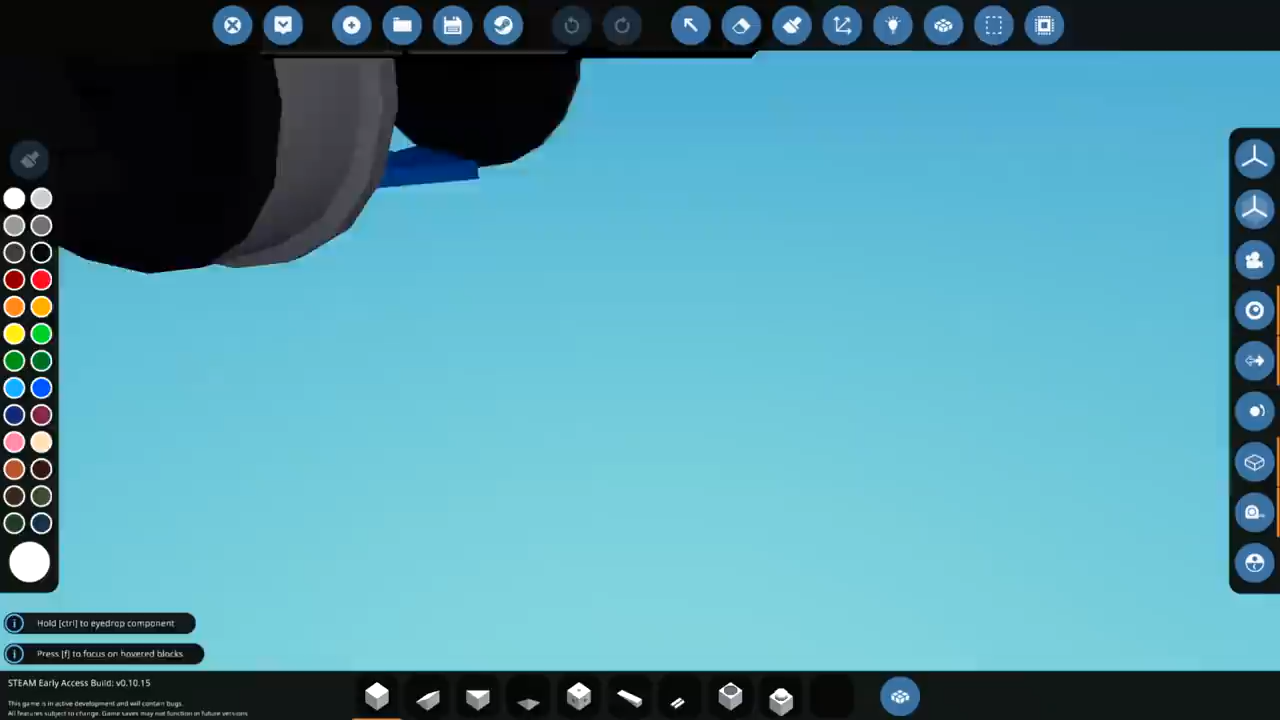 Hold [ctrl] to eyedrop component
Press [f] to focus on hovered blocks
STEAM Early Access Build: v0.10.15
This game is in active development and will contain bugs.
All features subject to change. Game saves may not function in future versions